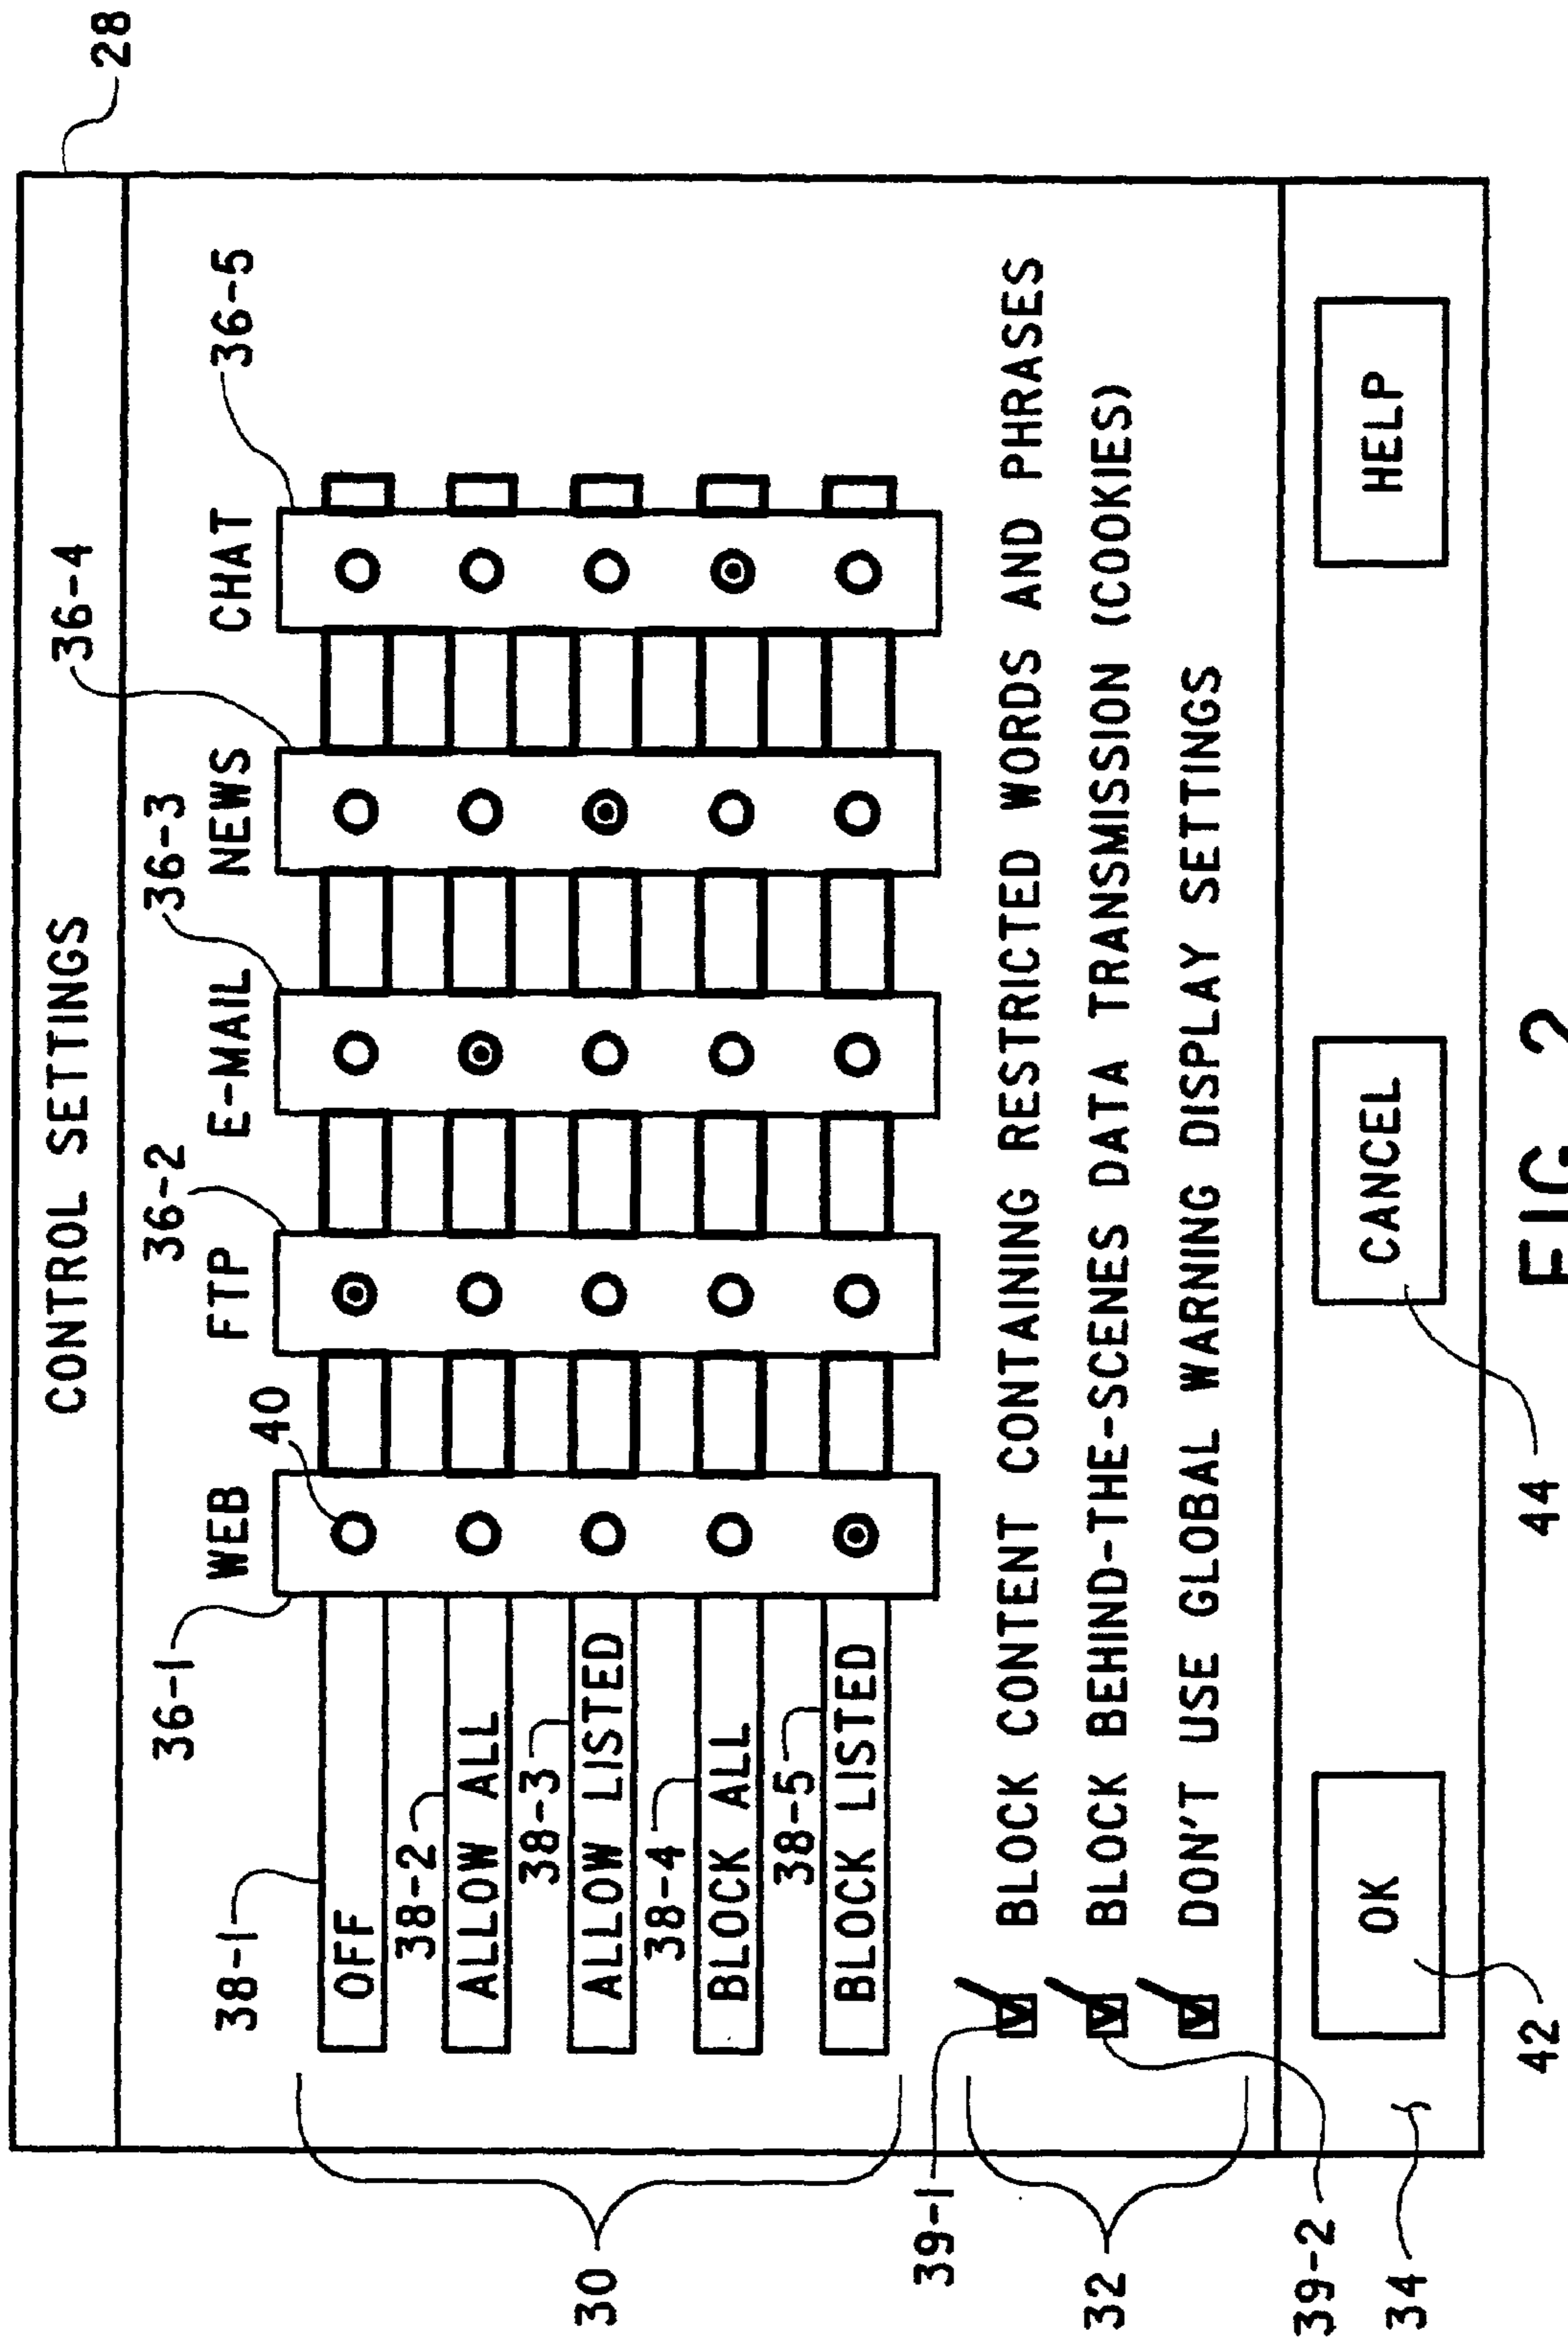 28
CONTROL SETTINGS
36-4
36-2 36-3
36-1 40 36-5
WEB FTP E-MAIL NEWS CHAT
38-1
OFF
38-2
ALLOW ALL
38-3
ALLOW LISTED
38-4
BLOCK ALL
38-5
BLOCK LISTED
30
39-1
BLOCK CONTENT CONTAINING RESTRICTED WORDS AND PHRASES
32
BLOCK BEHIND-THE-SCENES DATA TRANSMISSION (COOKIES)
DON'T USE GLOBAL WARNING DISPLAY SETTINGS
39-2
34
OK CANCEL HELP
42 44
FIG. 2